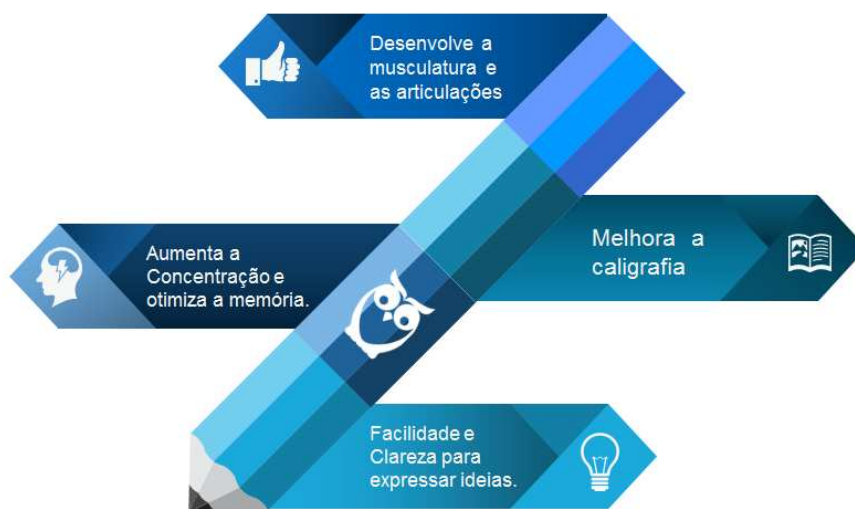 Desenvolve a
musculatura e
as articulações
Melhora a
caligrafia
Aumenta a
Concentração e
otimiza a memória.
Facilidade e
Clareza para
expressar ideias.